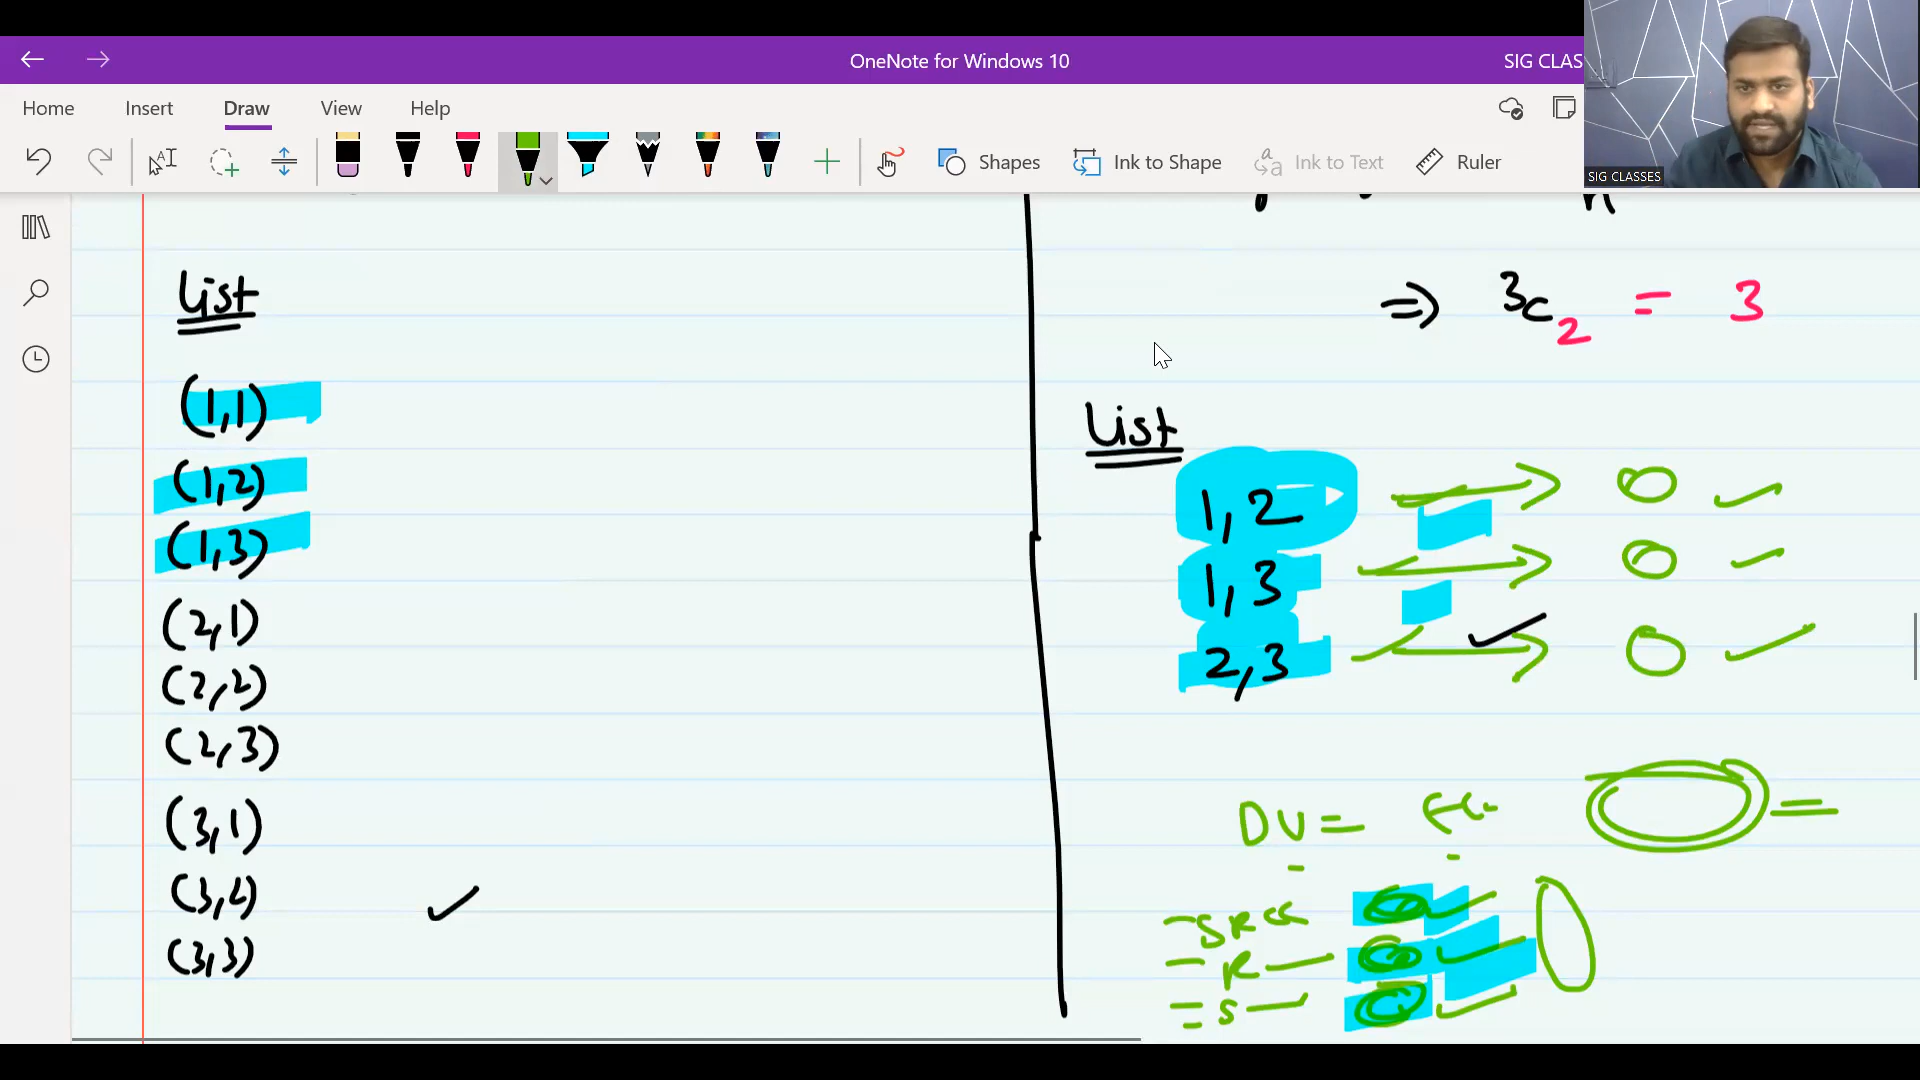 OneNote for Windows 10
SIG CLAS
SIG CLASSES
Home Insert Draw View Help
Shapes Ink to Shape Ink to Text Ruler
List
(1,1)
(1,2)
(1,3)
(2,1)
(2,2)
(2,3)
(3,1)
(3,2)
(3,3)
⇒ ³C₂ = 3
List
1,2
1,3
2,3
DV =
R
S